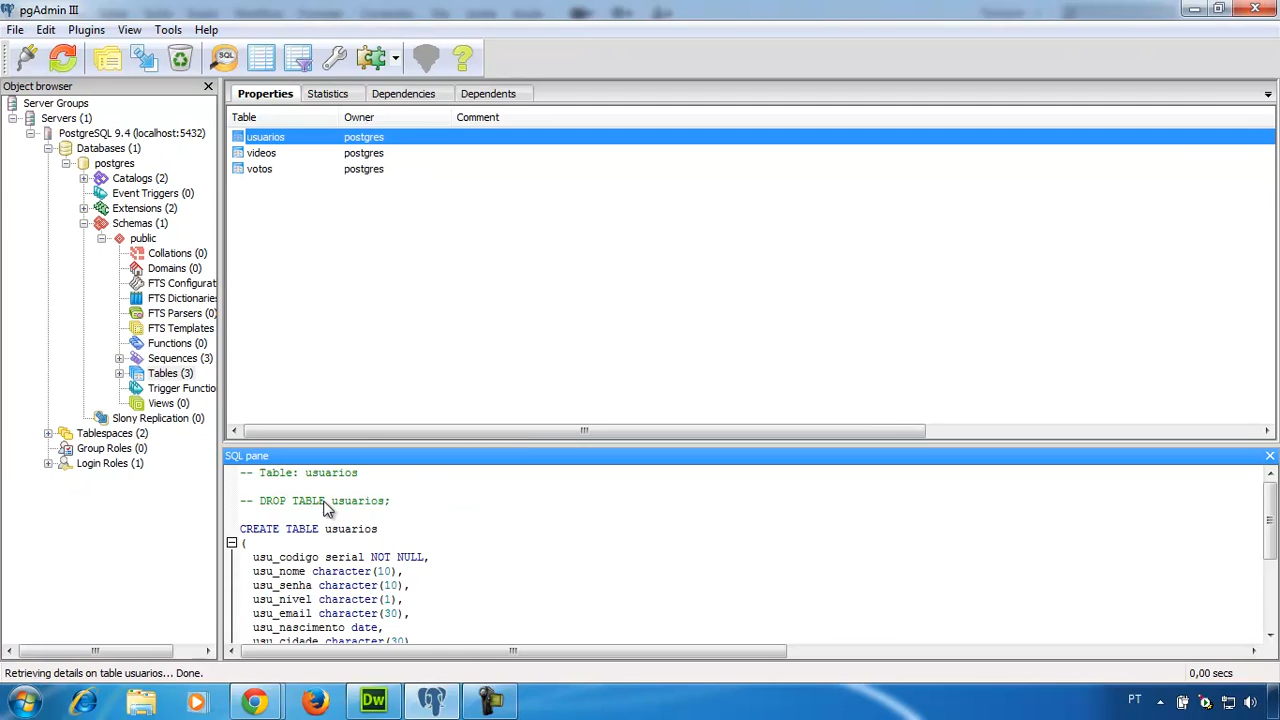 pgAdmin III
File Edit Plugins View Tools Help
SQL
Object browser
Server Groups
Servers (1)
PostgreSQL 9.4 (localhost:5432)
Databases (1)
postgres
Catalogs (2)
Event Triggers (0)
Extensions (2)
Schemas (1)
public
Collations (0)
Domains (0)
FTS Configurat
FTS Dictionarie
FTS Parsers (0)
FTS Templates
Functions (0)
Sequences (3)
Tables (3)
Trigger Functio
Views (0)
Slony Replication (0)
Tablespaces (2)
Group Roles (0)
Login Roles (1)
Properties Statistics Dependencies Dependents
Table Owner Comment
usuarios postgres
videos postgres
votos postgres
SQL pane
-- Table: usuarios
-- DROP TABLE usuarios;
CREATE TABLE usuarios
(
usu_codigo serial NOT NULL,
usu_nome character(10),
usu_senha character(10),
usu_nivel character(1),
usu_email character(30),
usu_nascimento date,
usu_cidade character(30)
Retrieving details on table usuarios... Done.
0,00 secs
Dw
PT